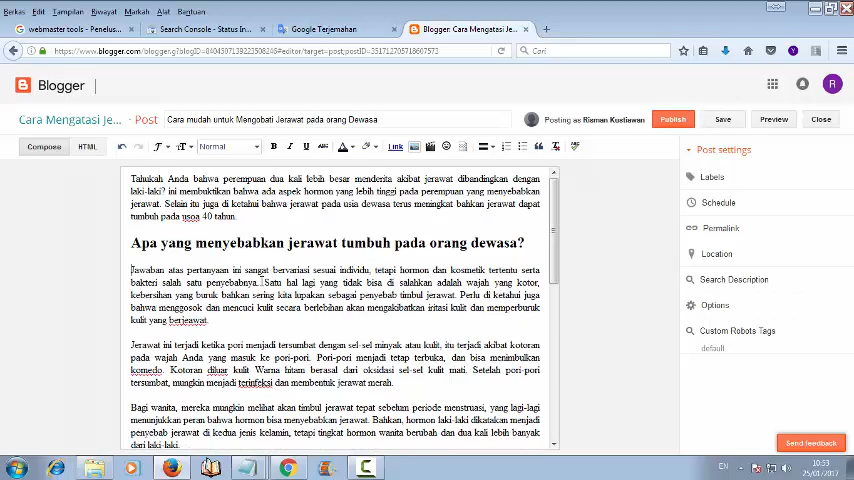 Berkas Edit Tampilan Riwayat Markah Alat Bantuan
webmaster tools - Penelus...
Search Console - Status In...
Google Terjemahan
Blogger: Cara Mengatasi Je...
https://www.blogger.com/blogger.g?blogID=8404507139223508246#editor/target=post;postID=3517127057186075573
Cari
Blogger
R
Cara Mengatasi Je... · Post
Cara mudah untuk Mengobati Jerawat pada orang Dewasa
Posting as Risman Kustiawan
Publish Save Preview Close
Compose HTML
Normal
B I U ABC A
Link
Post settings
Labels
Schedule
Permalink
Location
Search Description
Options
Custom Robots Tags
default
Tahukah Anda bahwa perempuan dua kali lebih besar menderita akibat jerawat dibandingkan dengan
laki-laki? ini membuktikan bahwa ada aspek hormon yang lebih tinggi pada perempuan yang menyebabkan
jerawat. Selain itu juga di ketahui bahwa jerawat pada usia dewasa terus meningkat bahkan jerawat dapat
tumbuh pada usoa 40 tahun.
Apa yang menyebabkan jerawat tumbuh pada orang dewasa?
Jawaban atas pertanyaan ini sangat bervariasi sesuai individu, tetapi hormon dan kosmetik tertentu serta
bakteri salah satu penyebabnya. Satu hal lagi yang tidak bisa di salahkan adalah wajah yang kotor,
kebersihan yang buruk bahkan sering kita lupakan sebagai penyebab timbul jerawat. Perlu di ketahui juga
bahwa menggosok dan mencuci kulit secara berlebihan akan mengakibatkan iritasi kulit dan memperburuk
kulit yang berjeawat.
Jerawat ini terjadi ketika pori menjadi tersumbat dengan sel-sel minyak atau kulit, itu terjadi akibat kotoran
pada wajah Anda yang masuk ke pori-pori. Pori-pori menjadi tetap terbuka, dan bisa menimbulkan
komedo. Kotoran diluar kulit Warna hitam berasal dari oksidasi sel-sel kulit mati. Setelah pori-pori
tersumbat, mungkin menjadi terinfeksi dan membentuk jerawat merah.
Bagi wanita, mereka mungkin melihat akan timbul jerawat tepat sebelum periode menstruasi, yang lagi-lagi
menunjukkan peran bahwa hormon bisa menyebabkan jerawat. Bahkan, hormon laki-laki dikatakan menjadi
penyebab jerawat di kedua jenis kelamin, tetapi tingkat hormon wanita berubah dan dua kali lebih banyak
dari laki-laki.
Send feedback
EN
10:53
25/01/2017